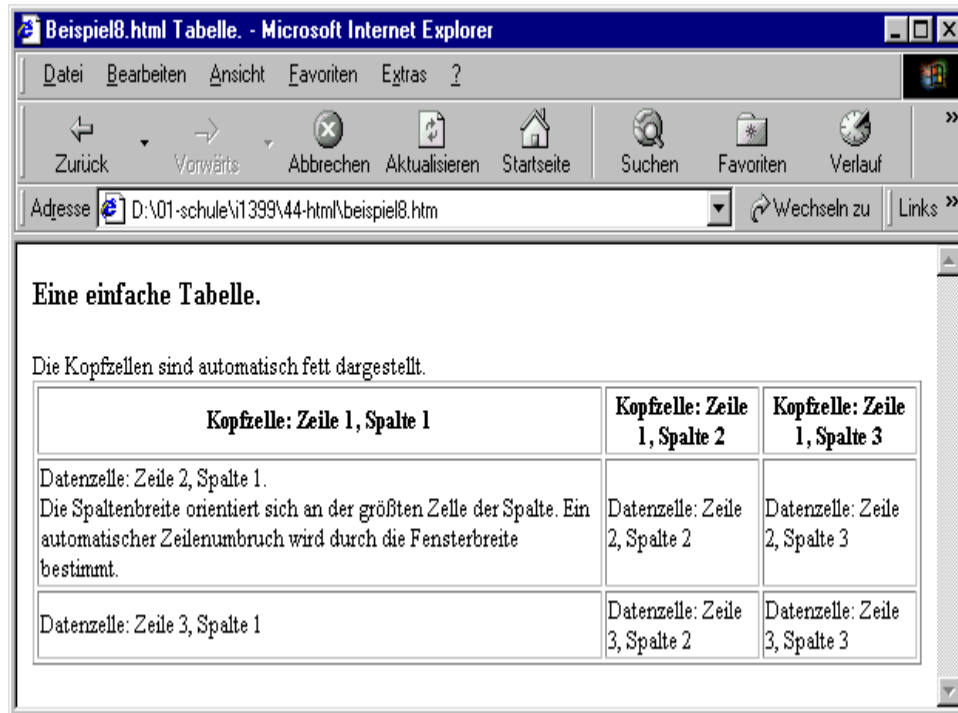 Beispiel8.html Tabelle. - Microsoft Internet Explorer
Datei Bearbeiten Ansicht Favoriten Extras ?
Zurück Vorwärts Abbrechen Aktualisieren Startseite Suchen Favoriten Verlauf »
Adresse D:\01-schule\i1399\44-html\beispiel8.htm Wechseln zu Links »
Eine einfache Tabelle.
Die Kopfzellen sind automatisch fett dargestellt.
Kopfzelle: Zeile 1, Spalte 1
Kopfzelle: Zeile
1, Spalte 2
Kopfzelle: Zeile
1, Spalte 3
Datenzelle: Zeile 2, Spalte 1.
Die Spaltenbreite orientiert sich an der größten Zelle der Spalte. Ein
automatischer Zeilenumbruch wird durch die Fensterbreite
bestimmt.
Datenzelle: Zeile
2, Spalte 2
Datenzelle: Zeile
2, Spalte 3
Datenzelle: Zeile 3, Spalte 1
Datenzelle: Zeile
3, Spalte 2
Datenzelle: Zeile
3, Spalte 3